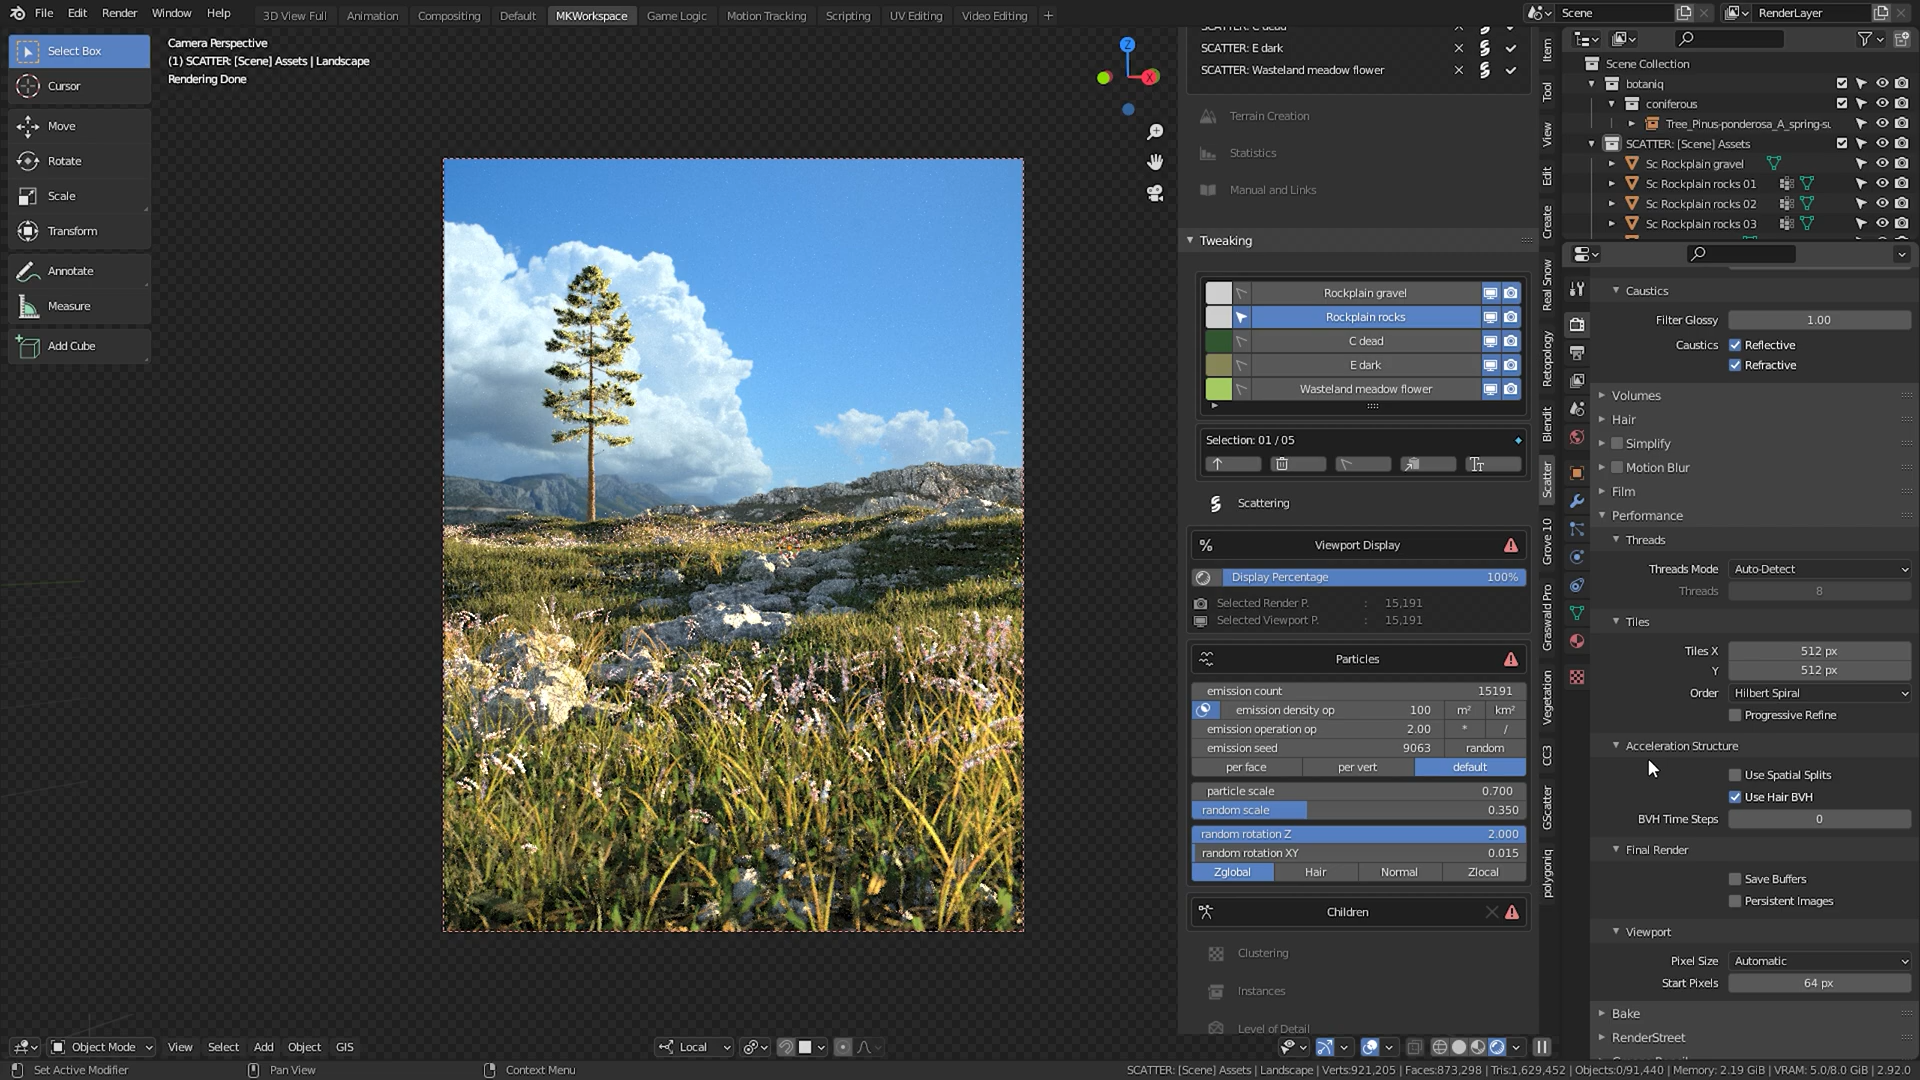 File Edit Render Window Help 3D View Full Animation Compositing Default MKWorkspace Game Logic Motion Tracking Scripting UV Editing Video Editing + Scene RenderLayer
Select Box
Cursor
Move
Rotate
Scale
Transform
Annotate
Measure
Add Cube
Camera Perspective
(1) SCATTER: [Scene] Assets | Landscape
Rendering Done
Z
X
SCATTER: E dark
SCATTER: Wasteland meadow flower
Terrain Creation
Statistics
Manual and Links
Tweaking
Rockplain gravel
Rockplain rocks
C dead
E dark
Wasteland meadow flower
Selection: 01 / 05
Scattering
% Viewport Display
Display Percentage 100%
Selected Render P. : 15,191
Selected Viewport P. : 15,191
Particles
emission count 15191
emission density op 100 m² km²
emission operation op 2.00 * /
emission seed 9063 random
per face per vert default
particle scale 0.700
random scale 0.350
random rotation Z 2.000
random rotation XY 0.015
Zglobal Hair Normal Zlocal
Children
Clustering
Instances
Level of Detail
Item
Tool
View
Edit
Create
Real Snow
Retopology
Blendit
Scatter
Grove 10
Graswald Pro
Vegetation
CC3
GScatter
polygoniq
Scene Collection
botaniq
coniferous
Tree_Pinus-ponderosa_A_spring-su
SCATTER: [Scene] Assets
Sc Rockplain gravel
Sc Rockplain rocks 01
Sc Rockplain rocks 02
Sc Rockplain rocks 03
Caustics
Filter Glossy 1.00
Caustics Reflective
Refractive
Volumes
Hair
Simplify
Motion Blur
Film
Performance
Threads
Threads Mode Auto-Detect
Threads 8
Tiles
Tiles X 512 px
Y 512 px
Order Hilbert Spiral
Progressive Refine
Acceleration Structure
Use Spatial Splits
Use Hair BVH
BVH Time Steps 0
Final Render
Save Buffers
Persistent Images
Viewport
Pixel Size Automatic
Start Pixels 64 px
Bake
RenderStreet
Object Mode View Select Add Object GIS Local
Set Active Modifier Pan View Context Menu SCATTER: [Scene] Assets | Landscape | Verts:921,205 | Faces:873,298 | Tris:1,629,452 | Objects:0/91,440 | Memory: 2.19 GiB | VRAM: 5.0/8.0 GiB | 2.92.0